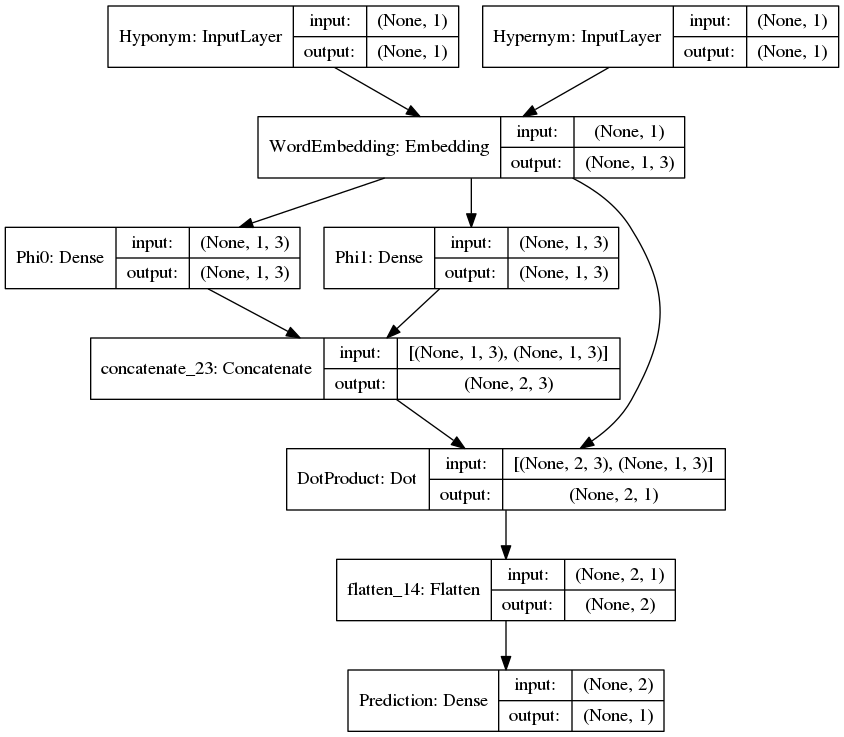 Hyponym: InputLayer
input:
(None, 1)
output:
(None, 1)
Hypernym: InputLayer
input:
(None, 1)
output:
(None, 1)
WordEmbedding: Embedding
input:
(None, 1)
output:
(None, 1, 3)
Phi0: Dense
input:
(None, 1, 3)
output:
(None, 1, 3)
Phi1: Dense
input:
(None, 1, 3)
output:
(None, 1, 3)
concatenate_23: Concatenate
input:
[(None, 1, 3), (None, 1, 3)]
output:
(None, 2, 3)
DotProduct: Dot
input:
[(None, 2, 3), (None, 1, 3)]
output:
(None, 2, 1)
flatten_14: Flatten
input:
(None, 2, 1)
output:
(None, 2)
Prediction: Dense
input:
(None, 2)
output:
(None, 1)